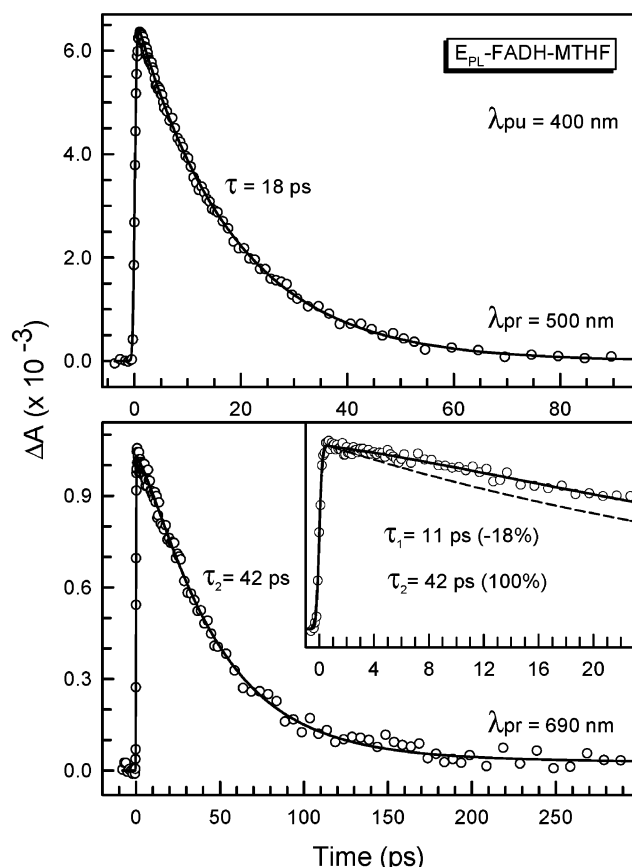 E_PL-FADH-MTHF
λpu = 400 nm
τ = 18 ps
λpr = 500 nm
6.0
4.0
2.0
0.0
0 20 40 60 80
ΔA (x 10⁻³)
τ₁= 11 ps (-18%)
τ₂= 42 ps (100%)
0 4 8 12 16 20
τ₂= 42 ps
λpr = 690 nm
0.9
0.6
0.3
0.0
0 50 100 150 200 250
Time (ps)